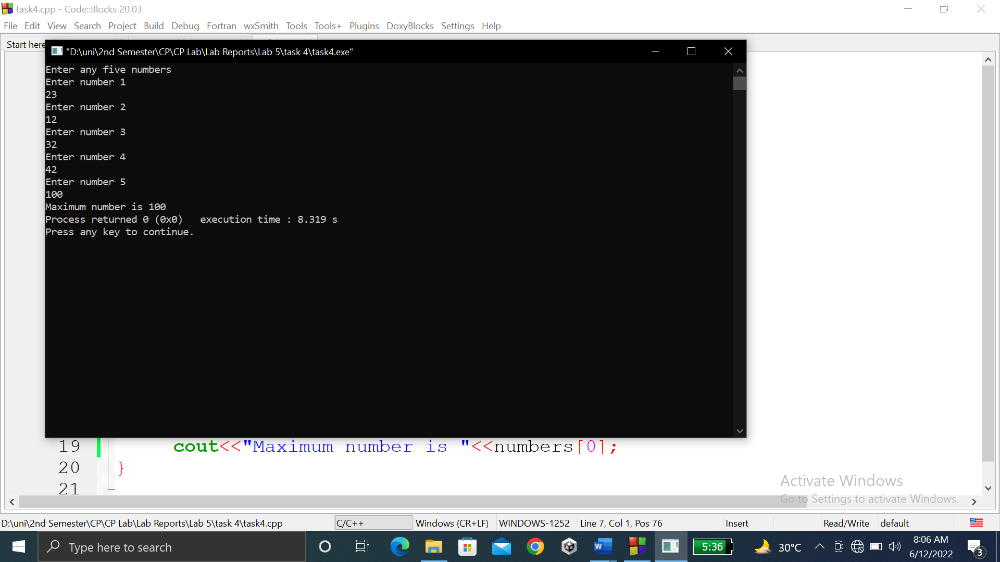 task4.cpp - Code::Blocks 20.03
File Edit View Search Project Build Debug Fortran wxSmith Tools Tools+ Plugins DoxyBlocks Settings Help
Start here
"D:\uni\2nd Semester\CP\CP Lab\Lab Reports\Lab 5\task 4\task4.exe"
Enter any five numbers
Enter number 1
23
Enter number 2
12
Enter number 3
32
Enter number 4
42
Enter number 5
100
Maximum number is 100
Process returned 0 (0x0)   execution time : 8.319 s
Press any key to continue.
19 cout<<"Maximum number is "<<numbers[0];
20 }
21
Activate Windows
Go to Settings to activate Windows.
D:\uni\2nd Semester\CP\CP Lab\Lab Reports\Lab 5\task 4\task4.cpp C/C++ Windows (CR+LF) WINDOWS-1252 Line 7, Col 1, Pos 76 Insert Read/Write default
Type here to search 5:36 30°C 8:06 AM
6/12/2022 3